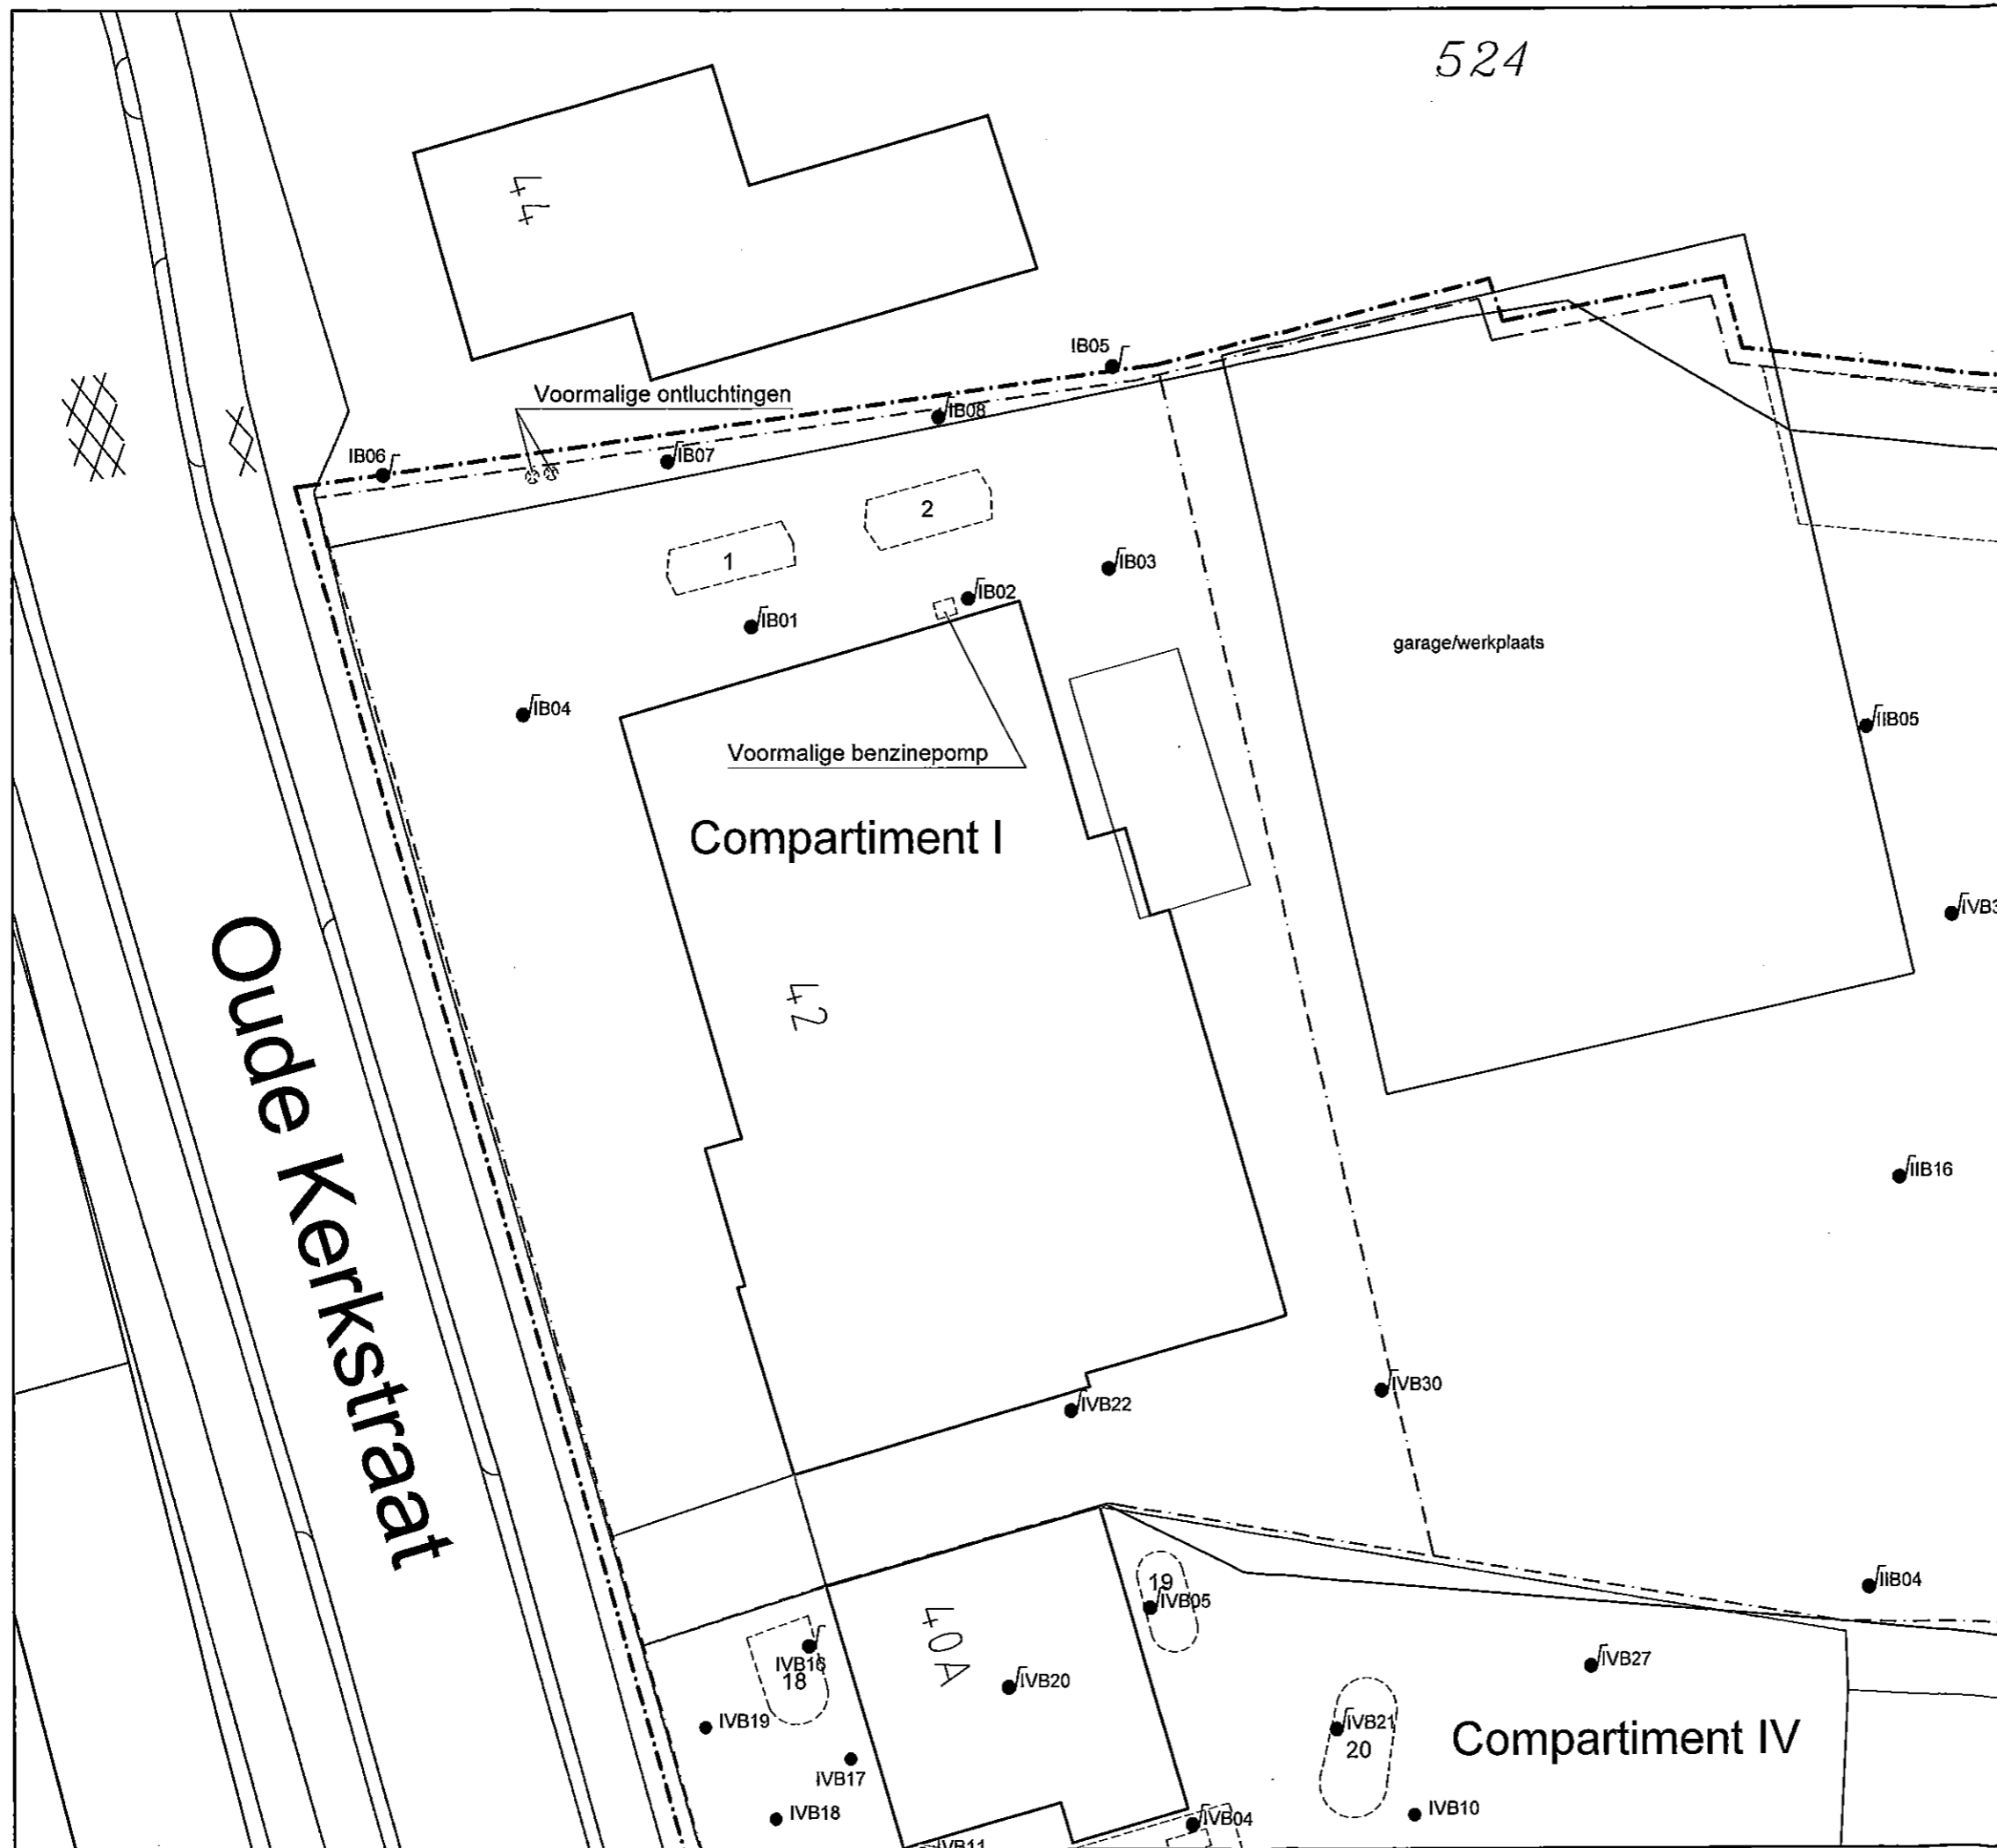 524
44
IB05
Voormalige ontluchtingen
IB08
IB06
IB07
2
1
IB03
IB02
IB01
garage/werkplaats
IB04
IIB05
Voormalige benzinepomp
Compartiment I
IVB3
42
Oude Kerkstraat
IIB16
IVB30
IVB22
19
IIB04
IVB05
40A
IVB16
IVB27
18
IVB20
IVB19
IVB21
Compartiment IV
20
IVB17
IVB18
IVB10
IVB04
IVB11